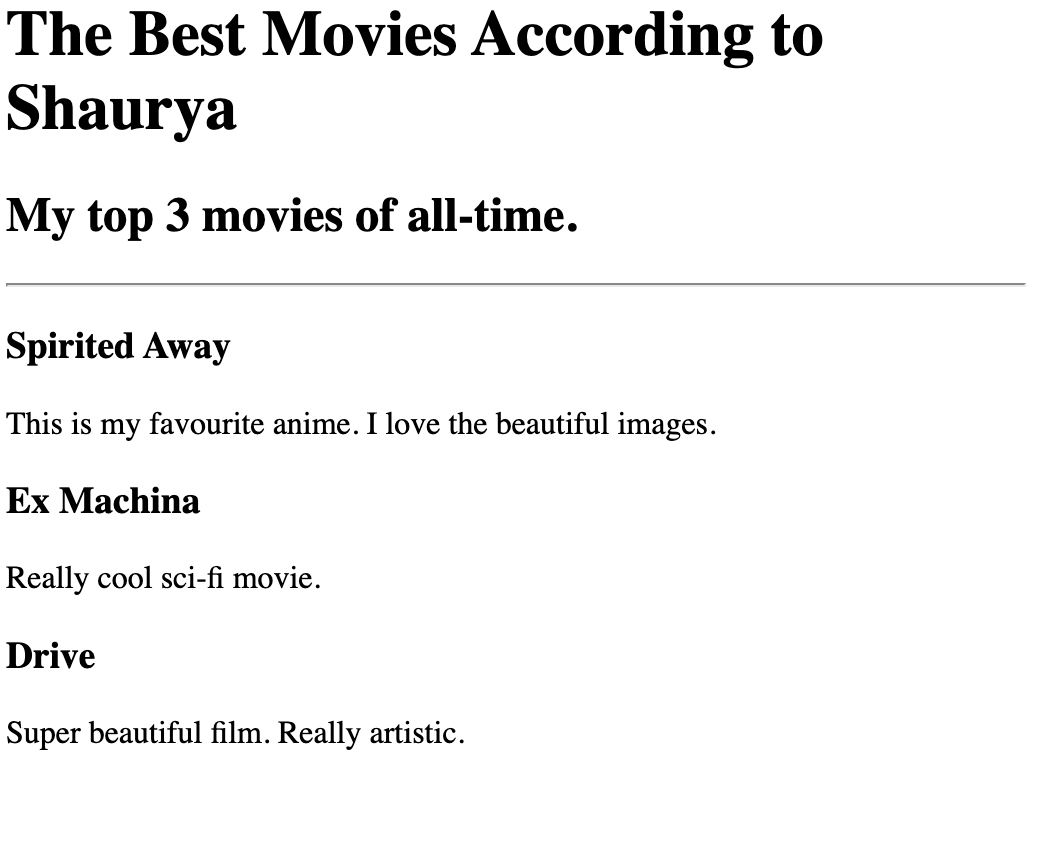 The Best Movies According to
Shaurya
My top 3 movies of all-time.
Spirited Away
This is my favourite anime. I love the beautiful images.
Ex Machina
Really cool sci-fi movie.
Drive
Super beautiful film. Really artistic.